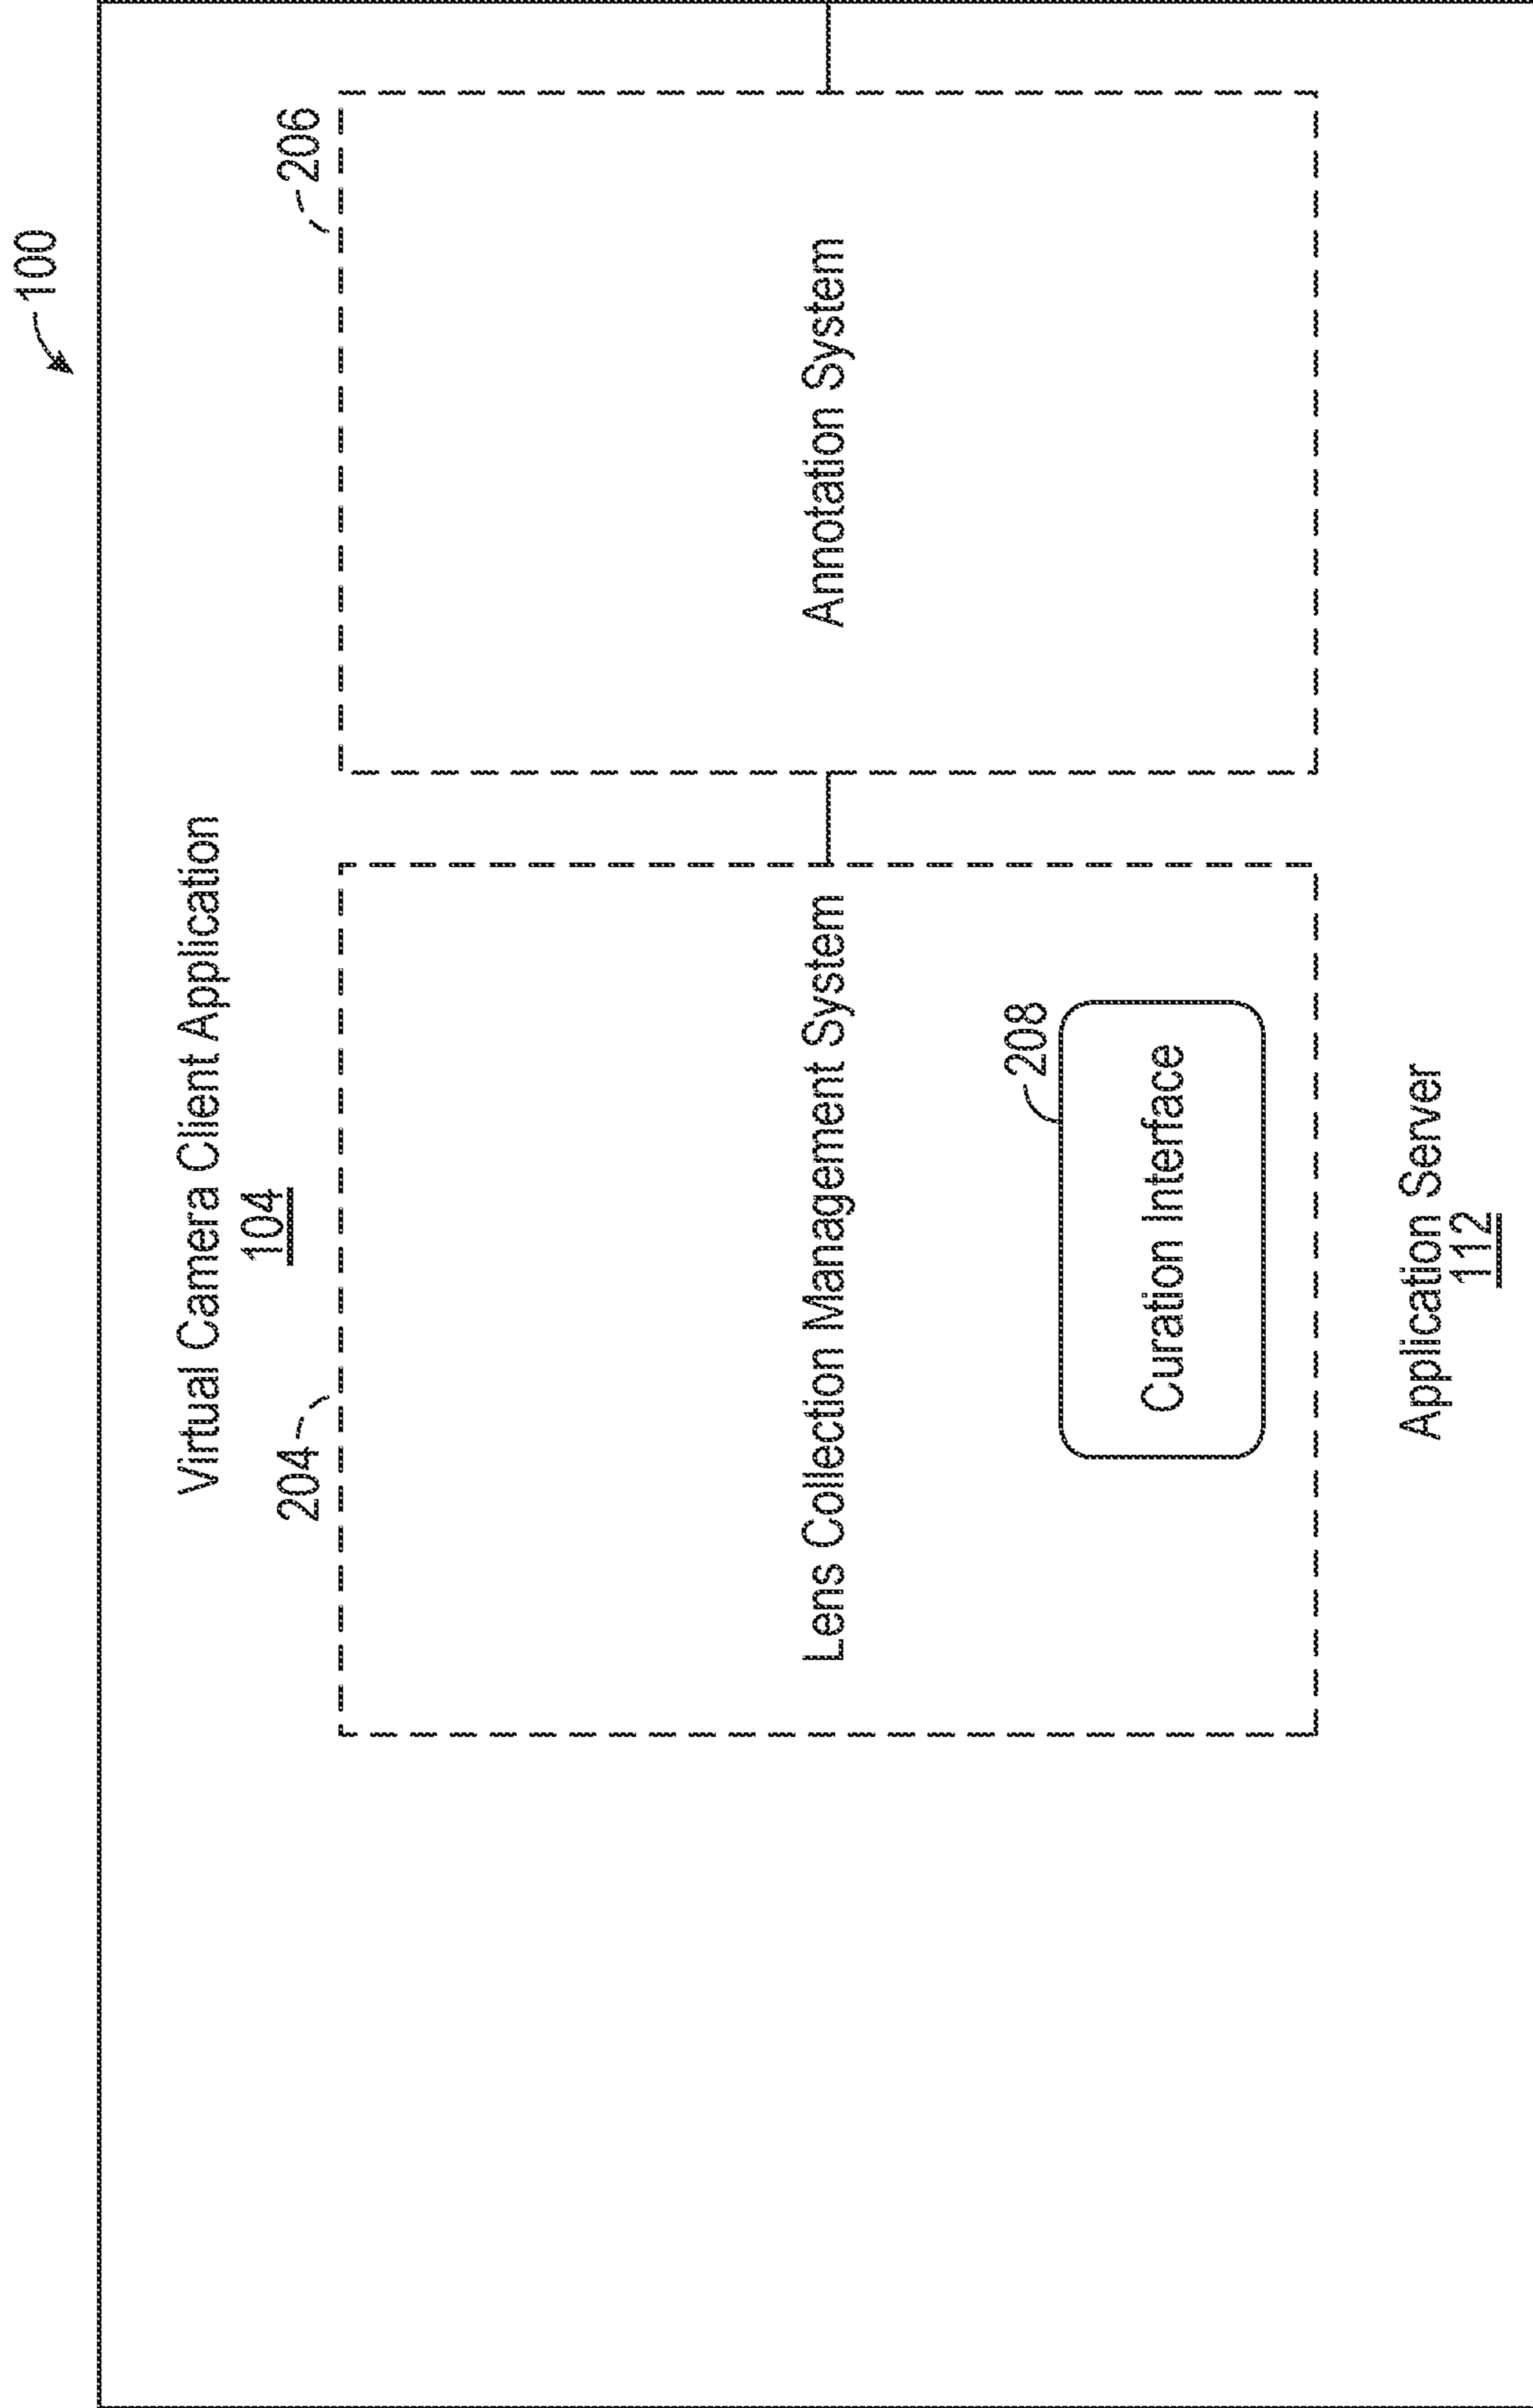 100
Virtual Camera Client Application
104
204
206
Lens Collection Management System
Annotation System
208
Curation Interface
Application Server
112